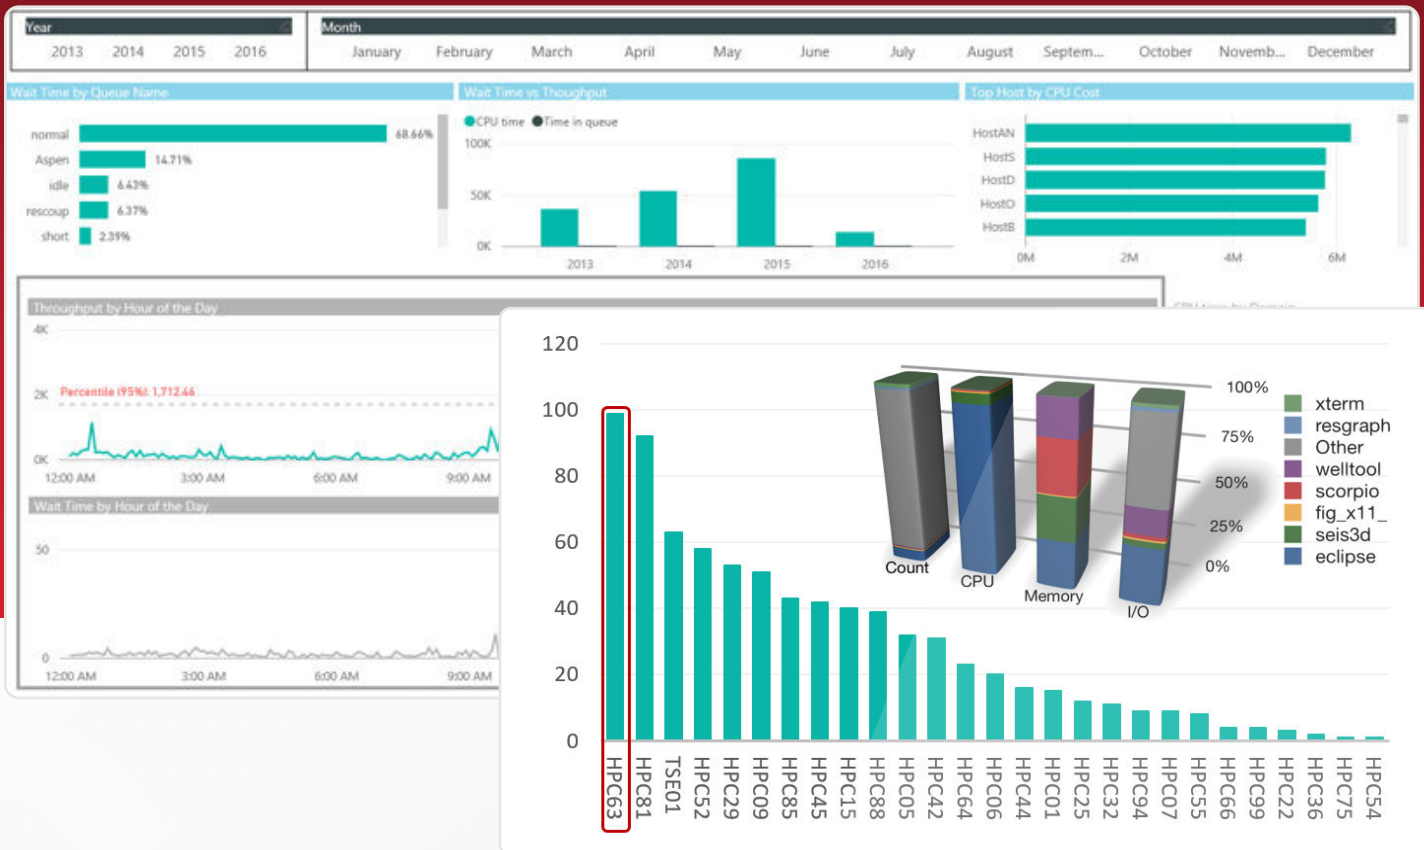 Year
2013 2014 2015 2016
Month
January February March April May June July August Septem... October Novemb... December
Wait Time by Queue Name
normal 68.66%
Aspen 14.71%
idle 6.43%
rescoup 6.37%
short 2.39%
Wait Time vs Thoughput
CPU time Time in queue
100K
50K
0K
2013 2014 2015 2016
Top Host by CPU Cost
HostAN
HostS
HostD
HostO
HostB
0M 2M 4M 6M
Throughput by Hour of the Day
4K
2K
Percentile (95%): 1,712.46
0K
12:00 AM 3:00 AM 6:00 AM 9:00 AM
Wait Time by Hour of the Day
50
0
12:00 AM 3:00 AM 6:00 AM 9:00 AM
CPU time by Domain
120
100
80
60
40
20
0
HPC63 HPC81 TSE01 HPC52 HPC29 HPC09 HPC85 HPC45 HPC15 HPC88 HPC05 HPC42 HPC64 HPC06 HPC44 HPC01 HPC25 HPC32 HPC94 HPC07 HPC55 HPC66 HPC99 HPC22 HPC36 HPC75 HPC54
100%
75%
50%
25%
0%
Count
CPU
Memory
I/O
xterm
resgraph
Other
welltool
scorpio
fig_x11_
seis3d
eclipse